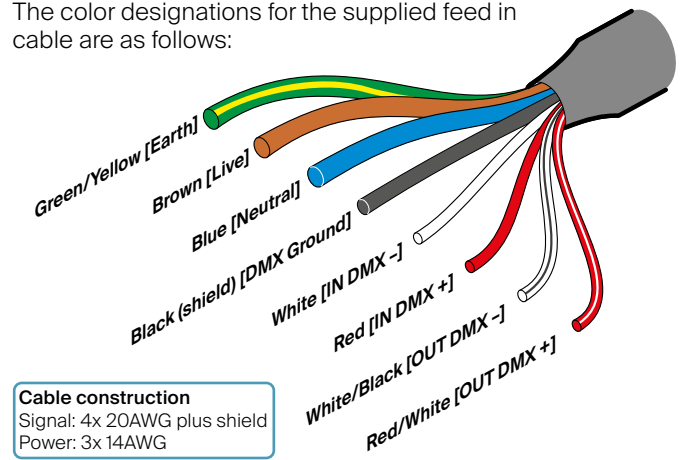 The color designations for the supplied feed in
cable are as follows:
Green/Yellow [Earth]
Brown [Live]
Blue [Neutral]
Black (shield) [DMX Ground]
White [IN DMX –]
Red [IN DMX +]
White/Black [OUT DMX –]
Red/White [OUT DMX +]
Cable construction
Signal: 4x 20AWG plus shield
Power: 3x 14AWG